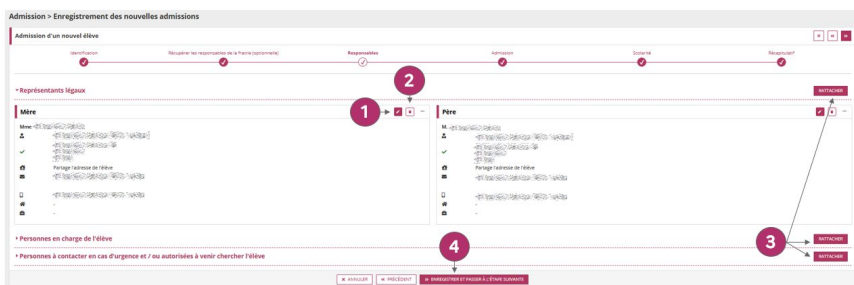 Admission > Enregistrement des nouvelles admissions
Admission d'un nouvel élève
Identification
Récupérer les responsables de la fratrie (optionnelle)
Responsables
Admission
Scolarité
Récapitulatif
Représentants légaux
2
RATTACHER
Mère
1
Père
Mme
M.
Partage l'adresse de l'élève
Partage l'adresse de l'élève
-
-
-
-
Personnes en charge de l'élève
3
RATTACHER
4
Personnes à contacter en cas d'urgence et / ou autorisées à venir chercher l'élève
RATTACHER
ANNULER
PRÉCÉDENT
ENREGISTRER ET PASSER À L'ÉTAPE SUIVANTE